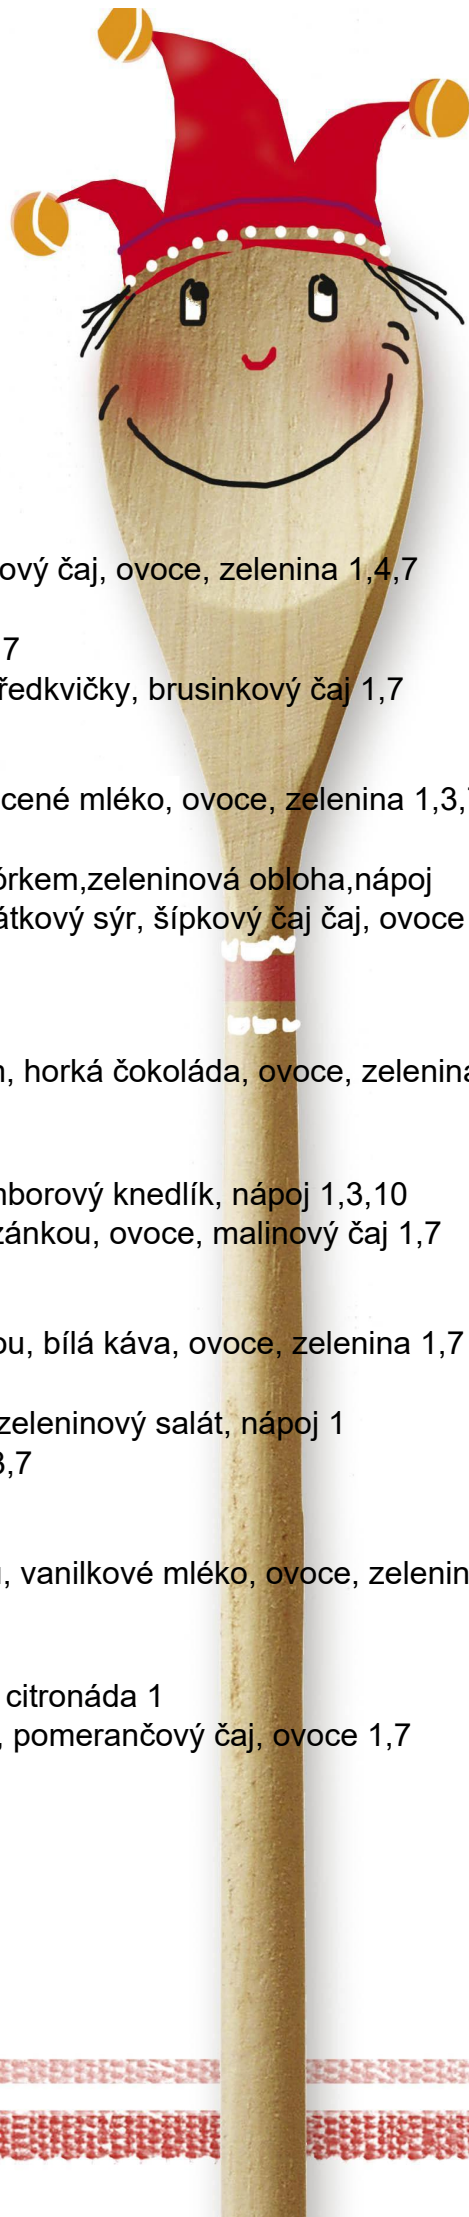 ový čaj, ovoce, zelenina 1,4,7
7
ředkvičky, brusinkový čaj 1,7
cené mléko, ovoce, zelenina 1,3,
órkem,zeleninová obloha,nápoj
átkový sýr, šípkový čaj čaj, ovoce
, horká čokoláda, ovoce, zelenina
borový knedlík, nápoj 1,3,10
zánkou, ovoce, malinový čaj 1,7
ou, bílá káva, ovoce, zelenina 1,7
zeleninový salát, nápoj 1
3,7
, vanilkové mléko, ovoce, zelenin
citronáda 1
, pomerančový čaj, ovoce 1,7